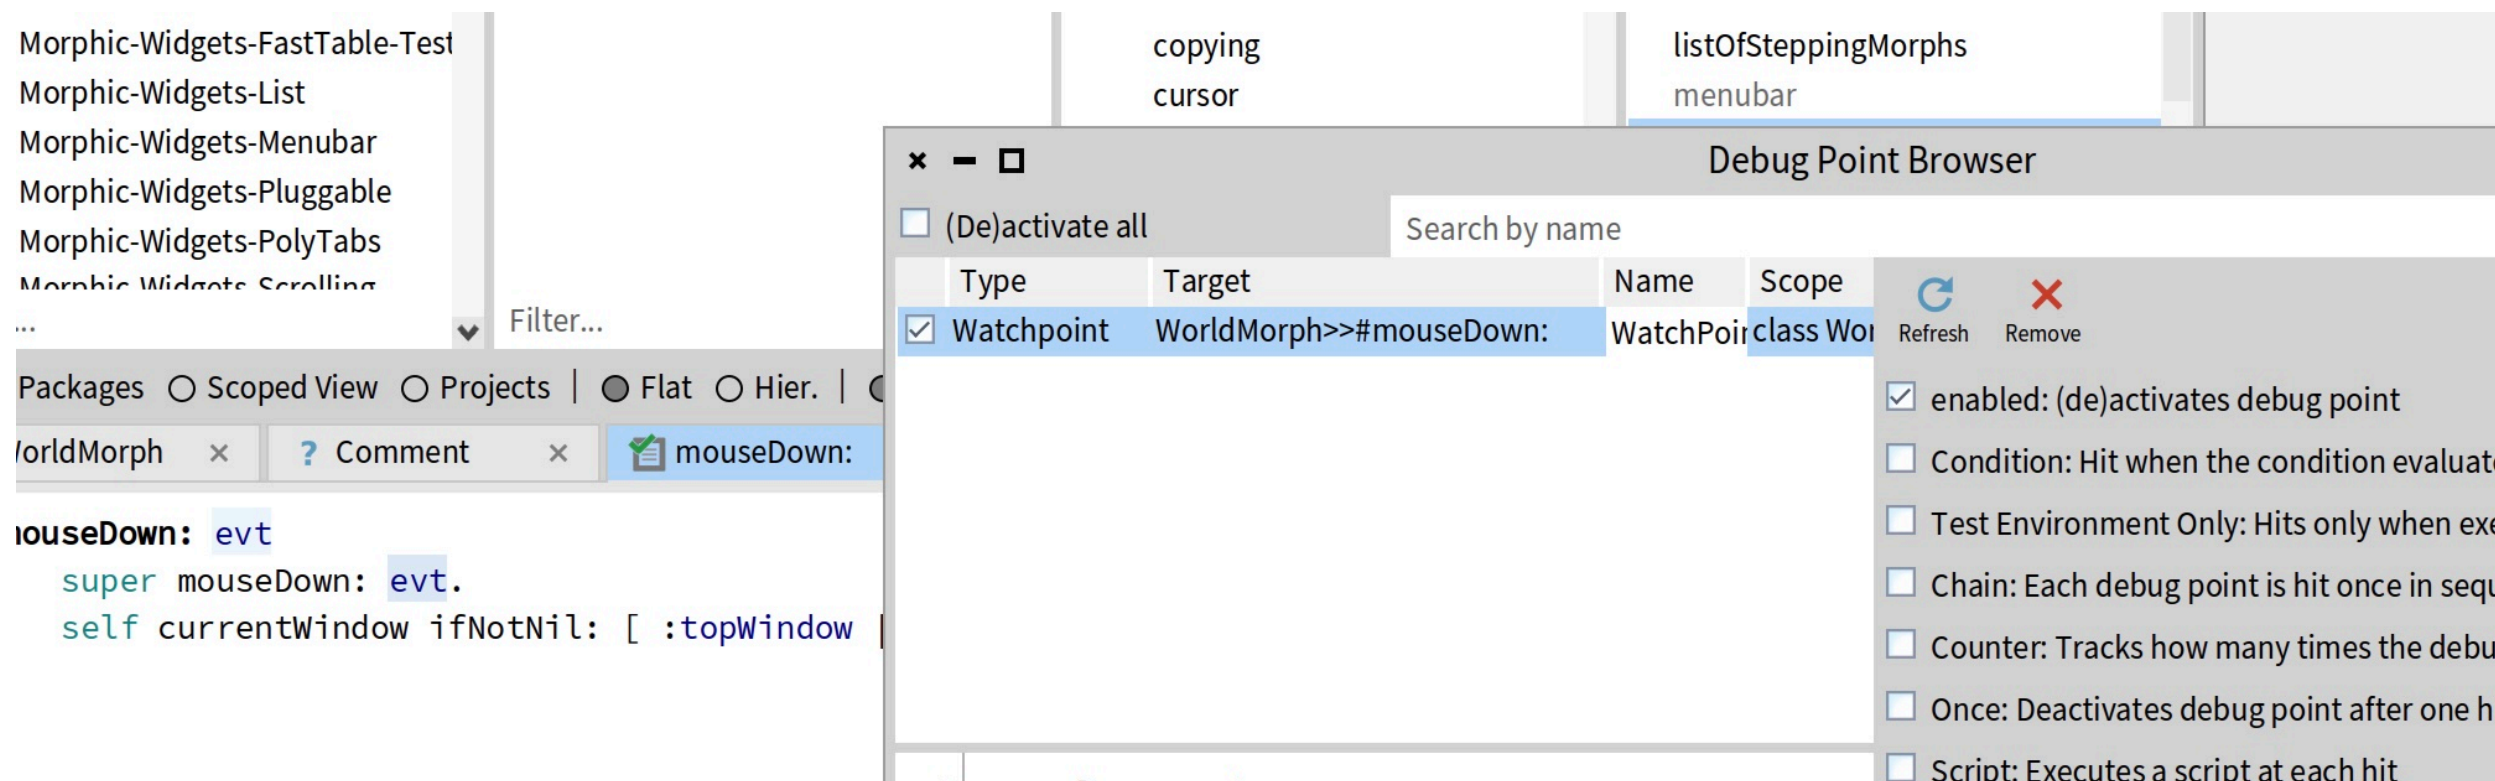 Morphic-Widgets-FastTable-Test
Morphic-Widgets-List
Morphic-Widgets-Menubar
Morphic-Widgets-Pluggable
Morphic-Widgets-PolyTabs
Morphic-Widgets-Scrolling
...
Filter...
copying
cursor
listOfSteppingMorphs
menubar
Packages Scoped View Projects | Flat Hier. |
orldMorph × ? Comment × mouseDown:
ouseDown: evt
super mouseDown: evt.
self currentWindow ifNotNil: [ :topWindow |
Debug Point Browser
(De)activate all
Search by name
Type Target Name Scope
Watchpoint WorldMorph>>#mouseDown: WatchPoin class Wor
Refresh Remove
enabled: (de)activates debug point
Condition: Hit when the condition evaluate
Test Environment Only: Hits only when exe
Chain: Each debug point is hit once in sequ
Counter: Tracks how many times the debu
Once: Deactivates debug point after one h
Script: Executes a script at each hit